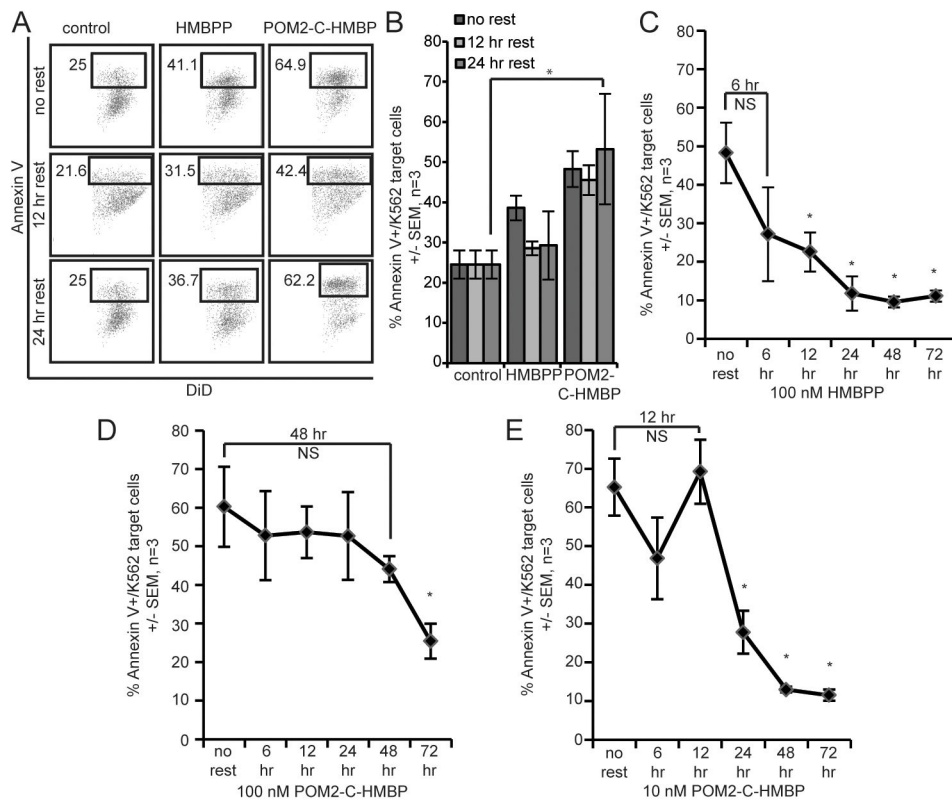 A
control HMBPP POM2-C-HMBP
no rest
25 41.1 64.9
12 hr rest
21.6 31.5 42.4
24 hr rest
25 36.7 62.2
Annexin V
DiD
B
no rest
12 hr rest
24 hr rest
% Annexin V+/K562 target cells
+/- SEM, n=3
80
70
60
50
40
30
20
10
0
*
control HMBPP POM2-
C-HMBP
C
% Annexin V+/K562 target cells
+/- SEM, n=3
80
70
60
50
40
30
20
10
0
6 hr
NS
*
*
*
*
no 6 12 24 48 72
rest hr hr hr hr hr
100 nM HMBPP
D
% Annexin V+/K562 target cells
+/- SEM, n=3
80
70
60
50
40
30
20
10
0
48 hr
NS
*
no 6 12 24 48 72
rest hr hr hr hr hr
100 nM POM2-C-HMBP
E
% Annexin V+/K562 target cells
+/- SEM, n=3
80
70
60
50
40
30
20
10
0
12 hr
NS
*
*
*
no 6 12 24 48 72
rest hr hr hr hr hr
10 nM POM2-C-HMBP